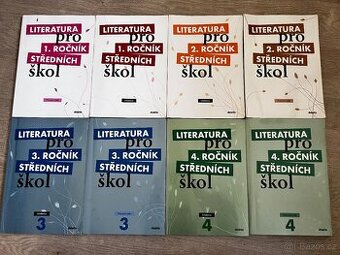 LITERATURA
pro
1. ROČNÍK
STŘEDNÍCH
škol
LITERATURA
pro
1. ROČNÍK
STŘEDNÍCH
škol
LITERATURA
pro
2. ROČNÍK
STŘEDNÍCH
škol
LITERATURA
pro
2. ROČNÍK
STŘEDNÍCH
škol
LITERATURA
pro
3. ROČNÍK
STŘEDNÍCH
škol
3
LITERATURA
pro
3. ROČNÍK
STŘEDNÍCH
škol
3
LITERATURA
pro
4. ROČNÍK
STŘEDNÍCH
škol
4
LITERATURA
pro
4. ROČNÍK
STŘEDNÍCH
škol
4